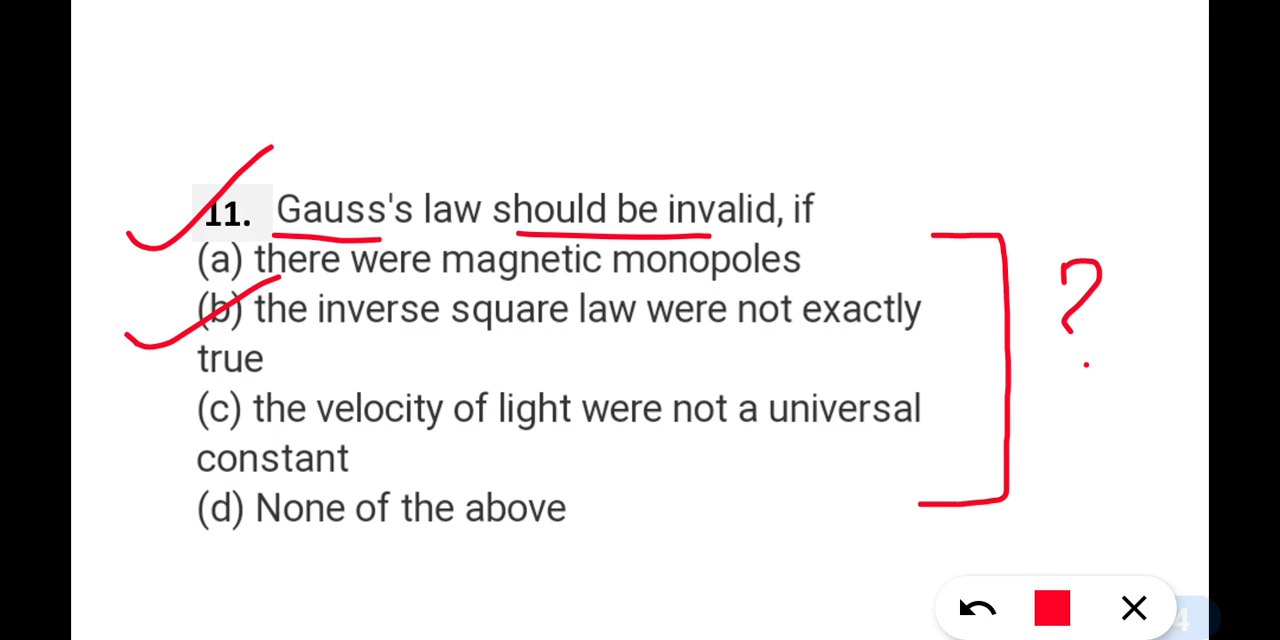 11. Gauss's law should be invalid, if
(a) there were magnetic monopoles
(b) the inverse square law were not exactly
true
(c) the velocity of light were not a universal
constant
(d) None of the above
?
4